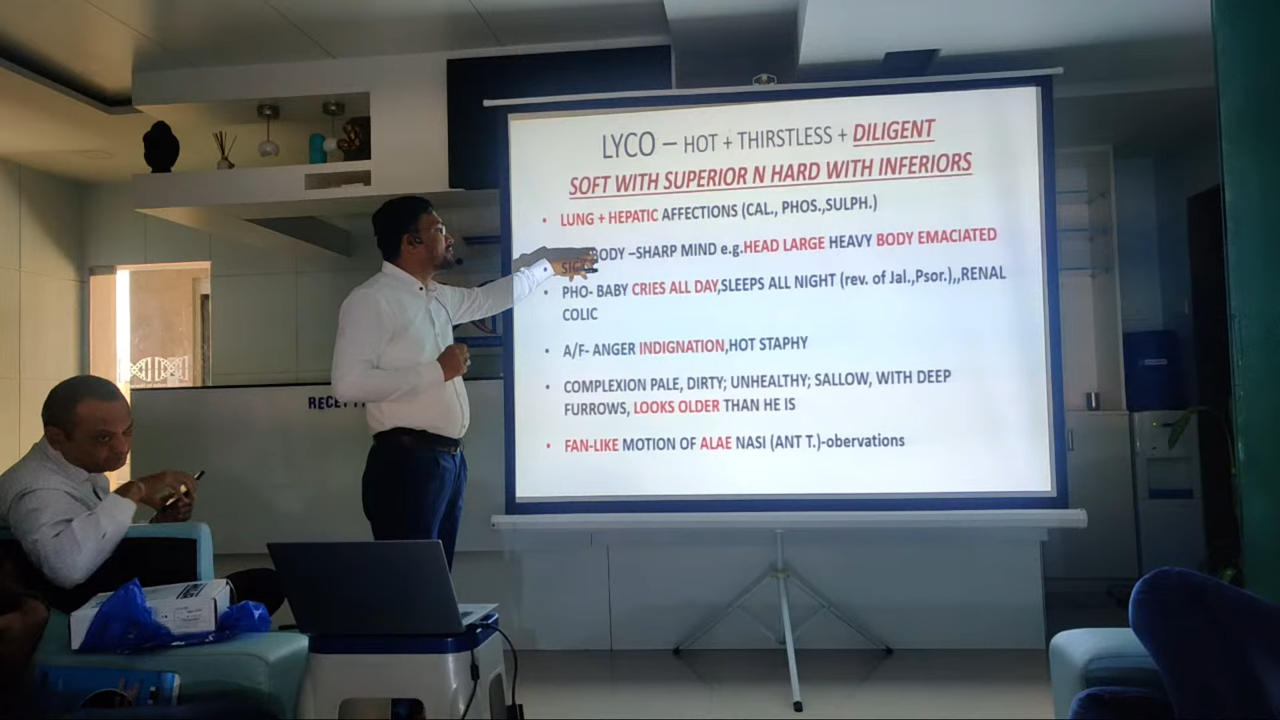 LYCO – HOT + THIRSTLESS + DILIGENT
SOFT WITH SUPERIOR N HARD WITH INFERIORS
• LUNG + HEPATIC AFFECTIONS (CAL., PHOS.,SULPH.)
BODY –SHARP MIND e.g.HEAD LARGE HEAVY BODY EMACIATED
• PHO- BABY CRIES ALL DAY,SLEEPS ALL NIGHT (rev. of Jal.,Psor.),,RENAL
COLIC
• A/F- ANGER INDIGNATION,HOT STAPHY
• COMPLEXION PALE, DIRTY; UNHEALTHY; SALLOW, WITH DEEP
FURROWS, LOOKS OLDER THAN HE IS
• FAN-LIKE MOTION OF ALAE NASI (ANT T.)-obervations